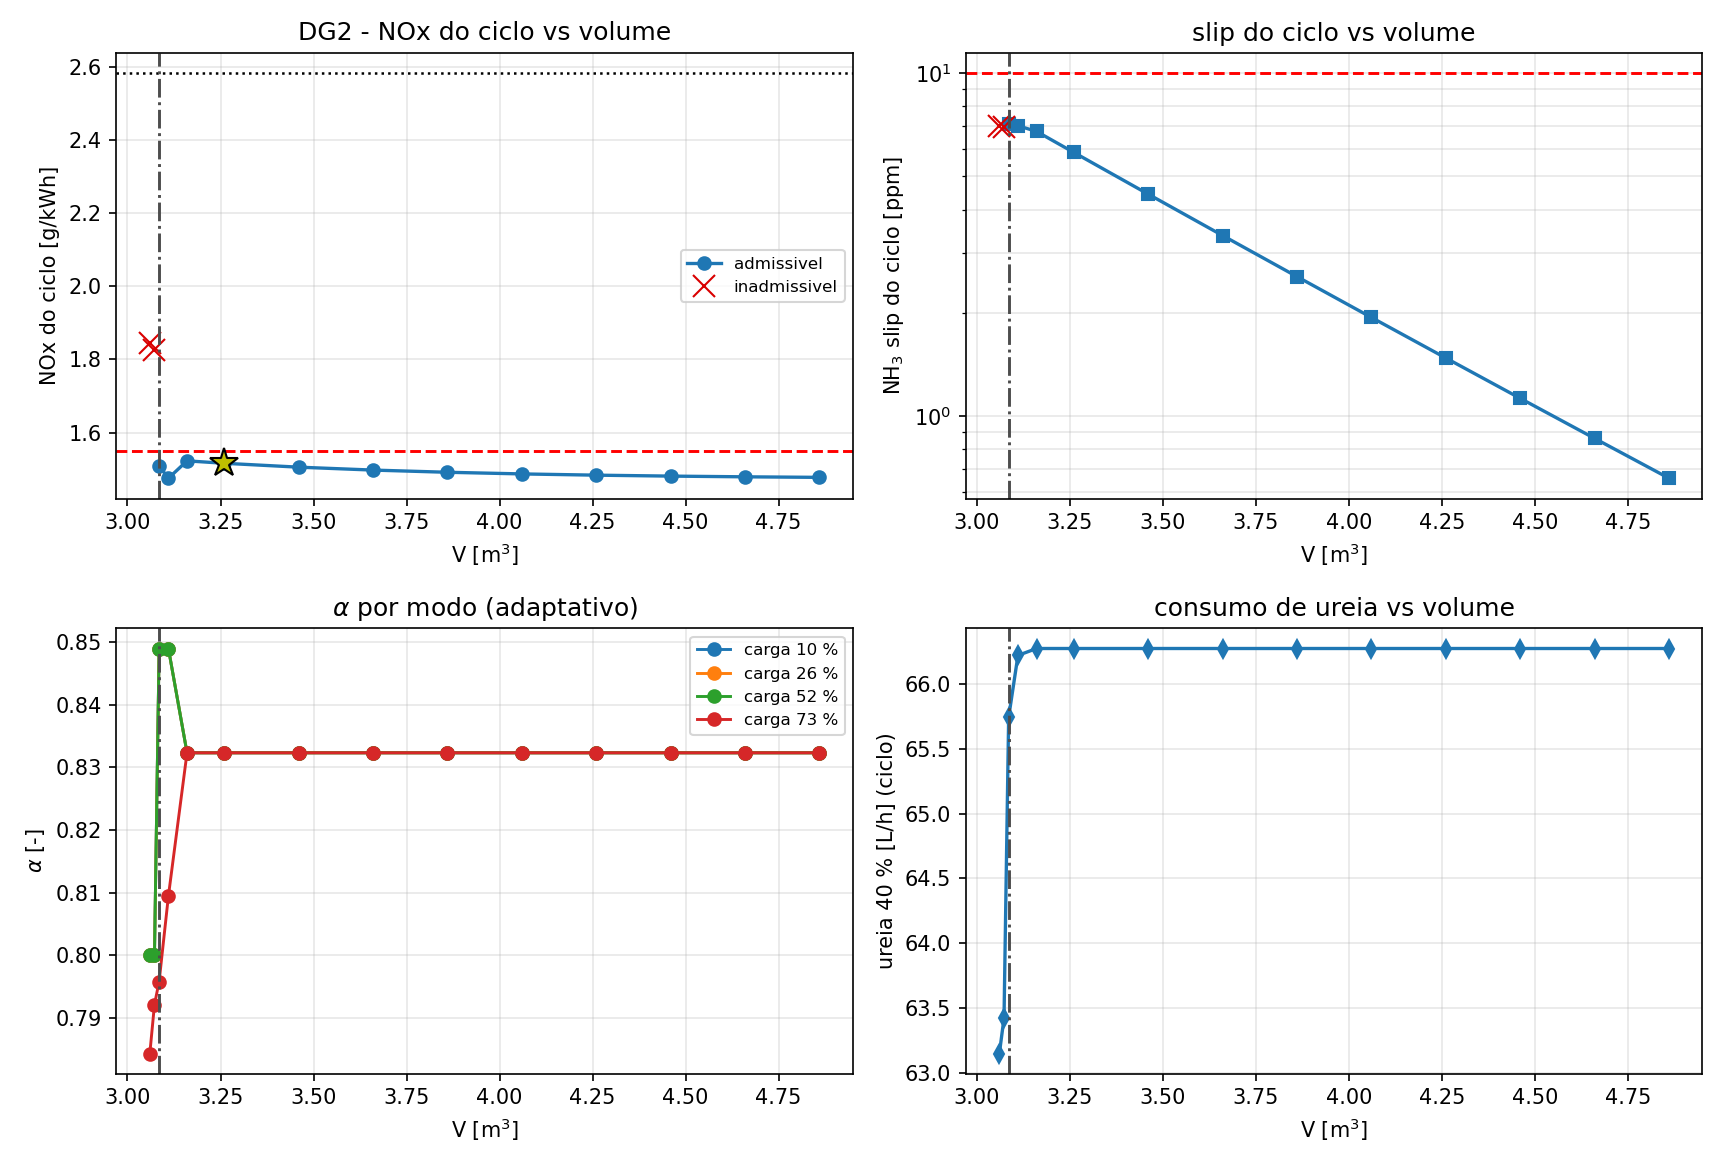 DG2 - NOx do ciclo vs volume
NOx do ciclo [g/kWh]
2.6
2.4
2.2
2.0
1.8
1.6
admissivel
inadmissivel
3.00 3.25 3.50 3.75 4.00 4.25 4.50 4.75
V [m³]
slip do ciclo vs volume
NH₃ slip do ciclo [ppm]
10¹
10⁰
3.00 3.25 3.50 3.75 4.00 4.25 4.50 4.75
V [m³]
α por modo (adaptativo)
α [-]
0.85
0.84
0.83
0.82
0.81
0.80
0.79
carga 10 %
carga 26 %
carga 52 %
carga 73 %
3.00 3.25 3.50 3.75 4.00 4.25 4.50 4.75
V [m³]
consumo de ureia vs volume
ureia 40 % [L/h] (ciclo)
66.0
65.5
65.0
64.5
64.0
63.5
63.0
3.00 3.25 3.50 3.75 4.00 4.25 4.50 4.75
V [m³]